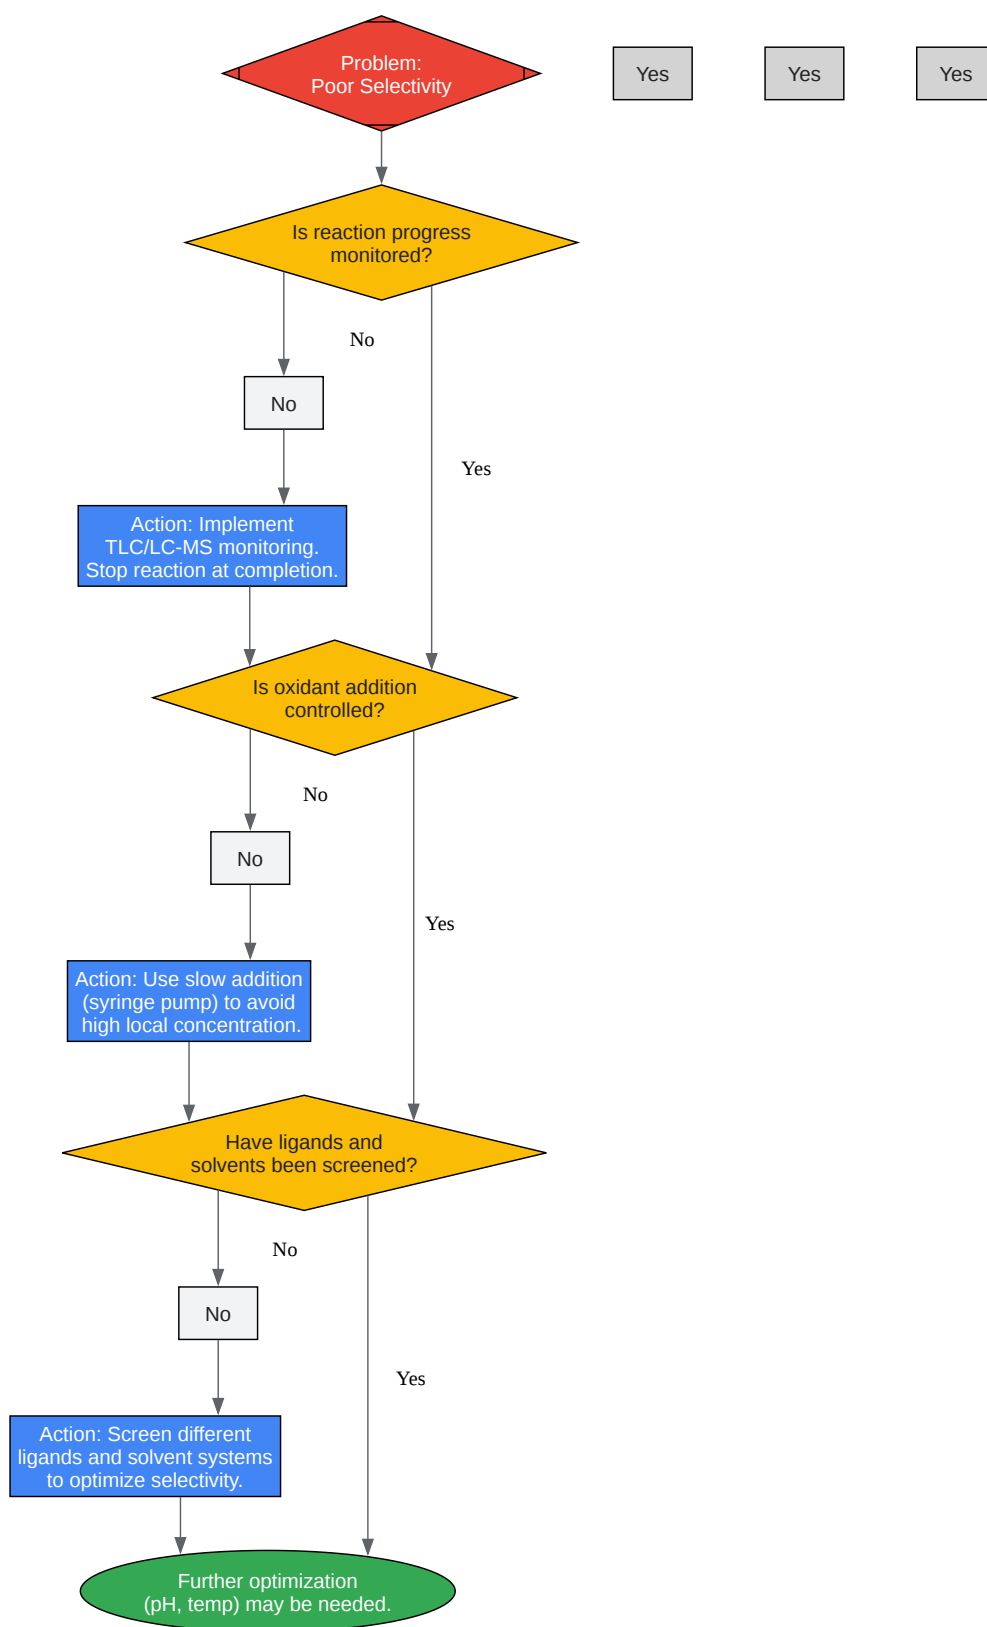 Problem:
Poor Selectivity
Yes
Yes
Yes
Is reaction progress
monitored?
No
No
Yes
Action: Implement
TLC/LC-MS monitoring.
Stop reaction at completion.
Is oxidant addition
controlled?
No
No
Yes
Action: Use slow addition
(syringe pump) to avoid
high local concentration.
Have ligands and
solvents been screened?
No
No
Yes
Action: Screen different
ligands and solvent systems
to optimize selectivity.
Further optimization
(pH, temp) may be needed.